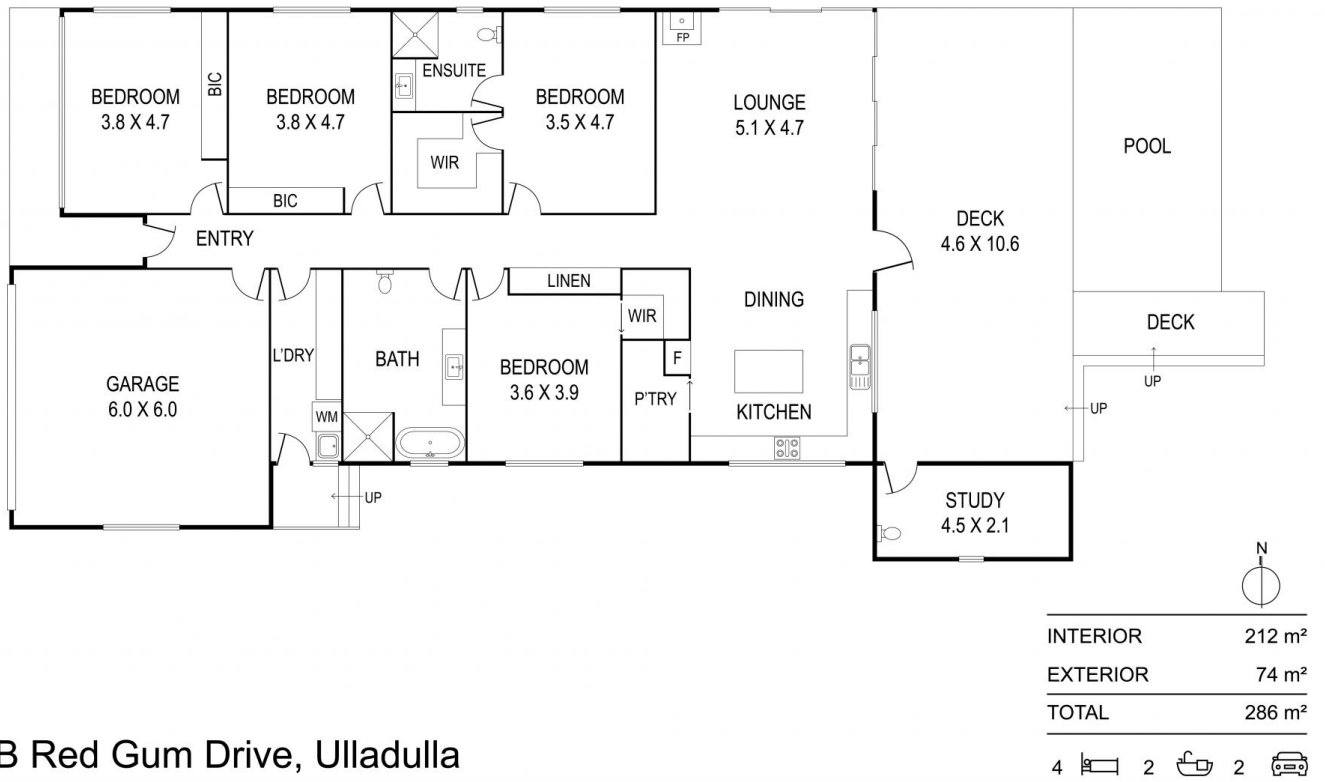 BEDROOM
3.8 X 4.7
BIC
BEDROOM
3.8 X 4.7
BIC
ENSUITE
WIR
BEDROOM
3.5 X 4.7
FP
LOUNGE
5.1 X 4.7
POOL
DECK
4.6 X 10.6
ENTRY
LINEN
DINING
WIR
DECK
UP
GARAGE
6.0 X 6.0
L'DRY
BATH
BEDROOM
3.6 X 3.9
F
P'TRY
KITCHEN
UP
WM
UP
STUDY
4.5 X 2.1
N
INTERIOR 212 m²
EXTERIOR 74 m²
TOTAL 286 m²
4 2 2
B Red Gum Drive, Ulladulla